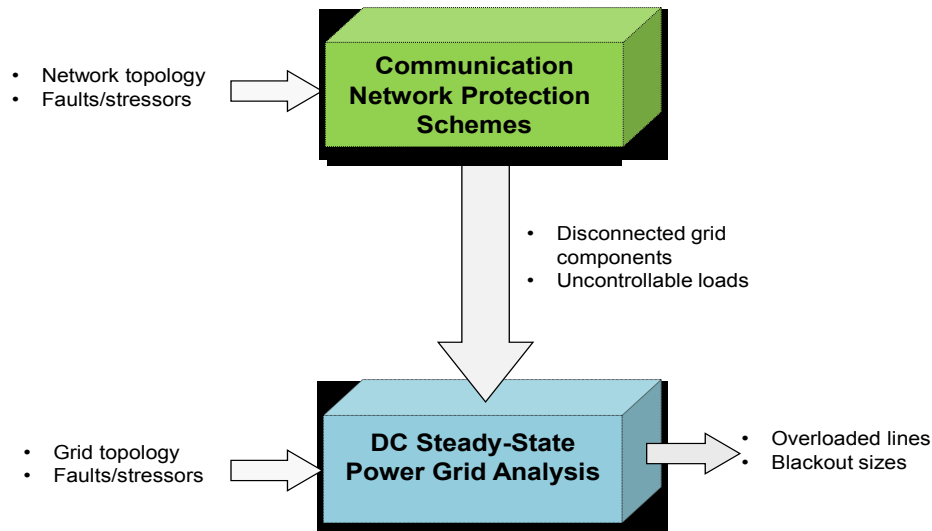 Communication
Network Protection
Schemes
• Network topology
• Faults/stressors
• Disconnected grid
components
• Uncontrollable loads
DC Steady-State
Power Grid Analysis
• Grid topology
• Faults/stressors
• Overloaded lines
• Blackout sizes